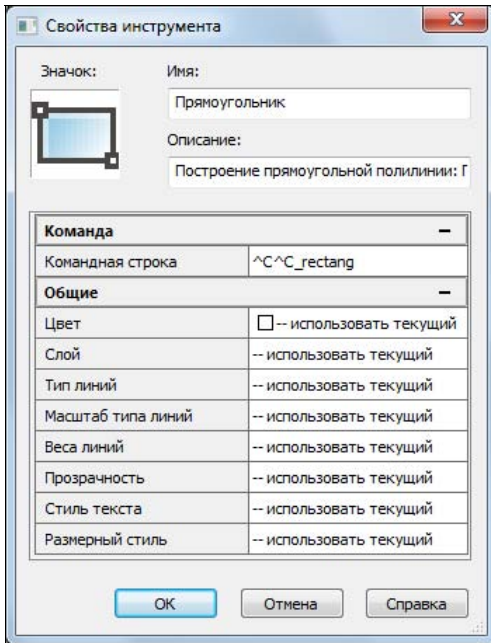 Свойства инструмента
Значок:
Имя:
Прямоугольник
Описание:
Построение прямоугольной полилинии: Г
Команда
Командная строка ^C^C_rectang
Общие
Цвет -- использовать текущий
Слой -- использовать текущий
Тип линий -- использовать текущий
Масштаб типа линий -- использовать текущий
Веса линий -- использовать текущий
Прозрачность -- использовать текущий
Стиль текста -- использовать текущий
Размерный стиль -- использовать текущий
ОК Отмена Справка